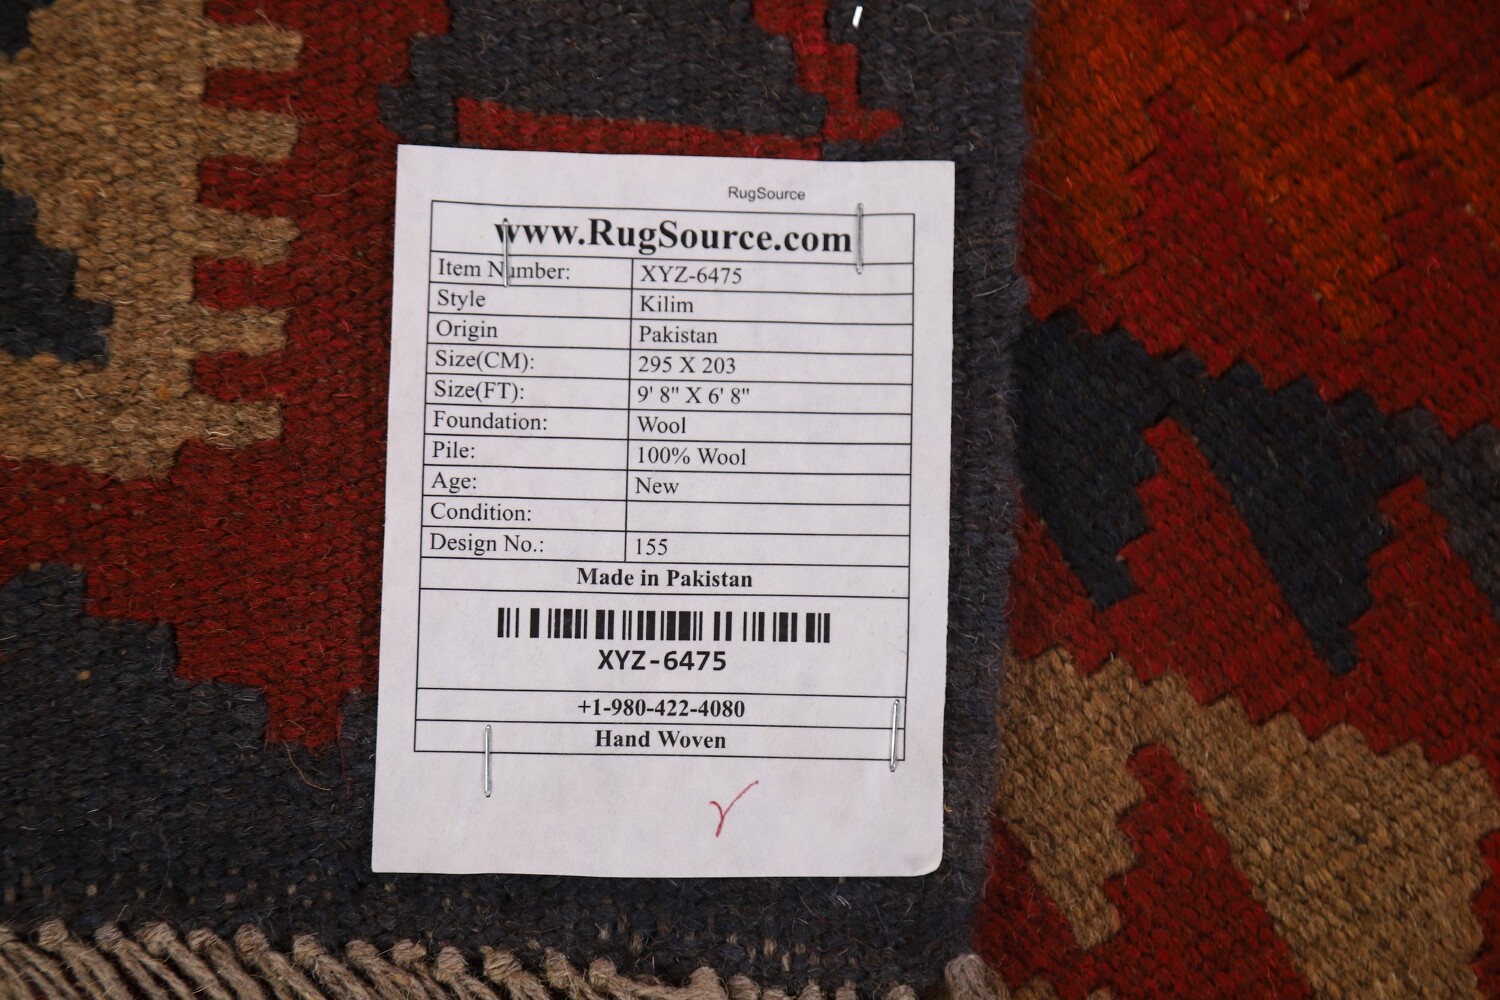 RugSource
www.RugSource.com
Item Number: XYZ-6475
Style Kilim
Origin Pakistan
Size(CM): 295 X 203
Size(FT): 9' 8" X 6' 8"
Foundation: Wool
Pile: 100% Wool
Age: New
Condition:
Design No.: 155
Made in Pakistan
XYZ-6475
+1-980-422-4080
Hand Woven